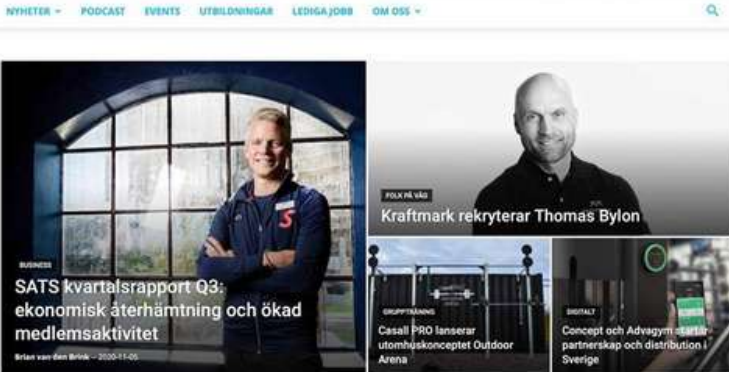 NYHETER
PODCAST
EVENTS
UTBILDNINGAR
LEDIGA JOBB
OM OSS
BUSINESS
SATS kvartalsrapport Q3:
ekonomisk återhämtning och ökad
medlemsaktivitet
Brian van den Brink - 2020-11-05
FOLK PÅ VÄG
Kraftmark rekryterar Thomas Bylon
GRUPPTRÄNING
Casall PRO lanserar
utomhuskonceptet Outdoor
Arena
DIGITALT
Concept och Advagym startar
partnerskap och distribution i
Sverige